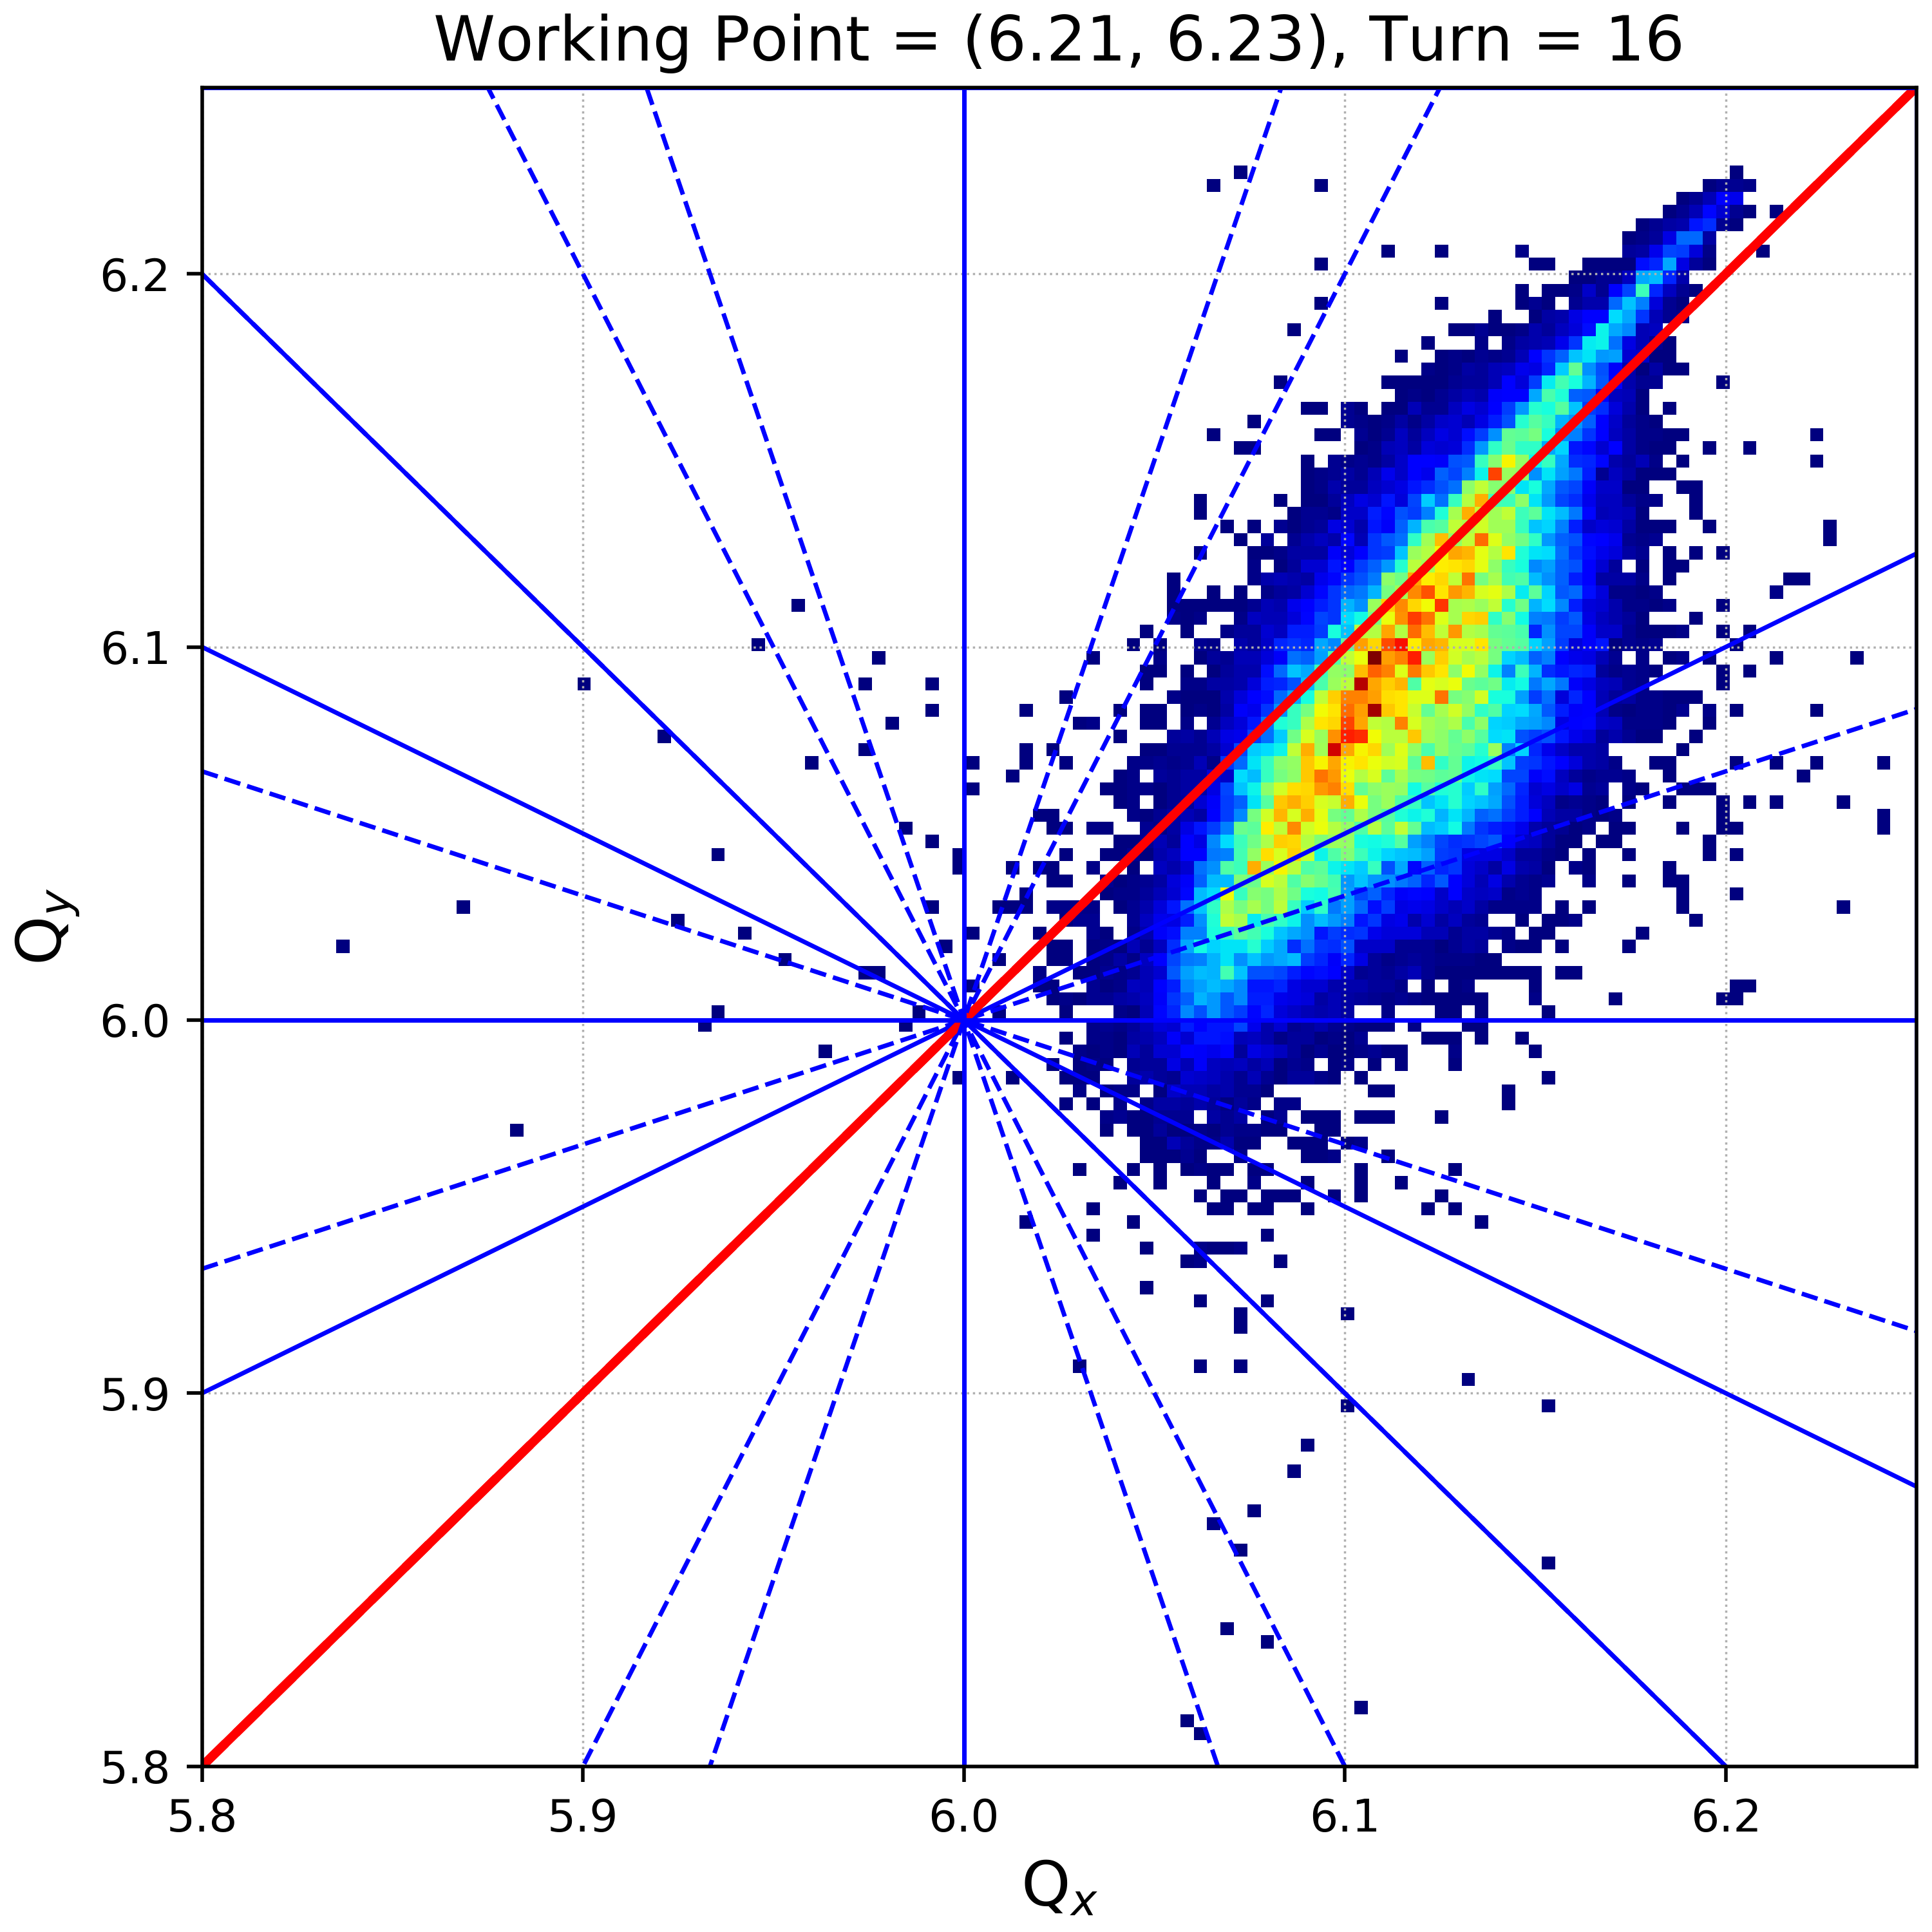 Working Point = (6.21, 6.23), Turn = 16
6.2
6.1
6.0
5.9
5.8
Qy
5.8 5.9 6.0 6.1 6.2
Qx